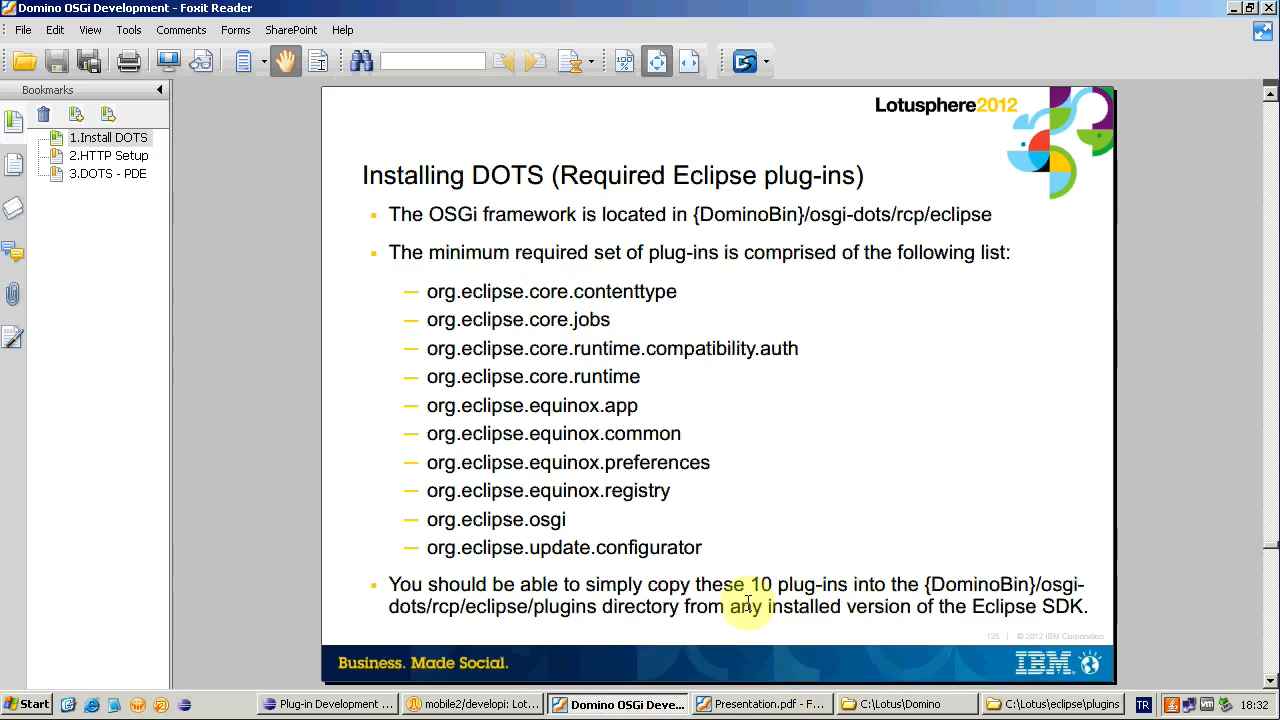 Domino OSGi Development - Foxit Reader
File Edit View Tools Comments Forms SharePoint Help
Bookmarks
1.Install DOTS
2.HTTP Setup
3.DOTS - PDE
Lotusphere2012
Installing DOTS (Required Eclipse plug-ins)
The OSGi framework is located in {DominoBin}/osgi-dots/rcp/eclipse
The minimum required set of plug-ins is comprised of the following list:
— org.eclipse.core.contenttype
— org.eclipse.core.jobs
— org.eclipse.core.runtime.compatibility.auth
— org.eclipse.core.runtime
— org.eclipse.equinox.app
— org.eclipse.equinox.common
— org.eclipse.equinox.preferences
— org.eclipse.equinox.registry
— org.eclipse.osgi
— org.eclipse.update.configurator
You should be able to simply copy these 10 plug-ins into the {DominoBin}/osgi-
dots/rcp/eclipse/plugins directory from any installed version of the Eclipse SDK.
125 | © 2012 IBM Corporation
Business. Made Social.
IBM
Start Plug-in Development ... mobile2/develipi: Lot... Domino OSGi Deve... Presentation.pdf - F... C:\Lotus\Domino C:\Lotus\eclipse\plugins TR 18:32